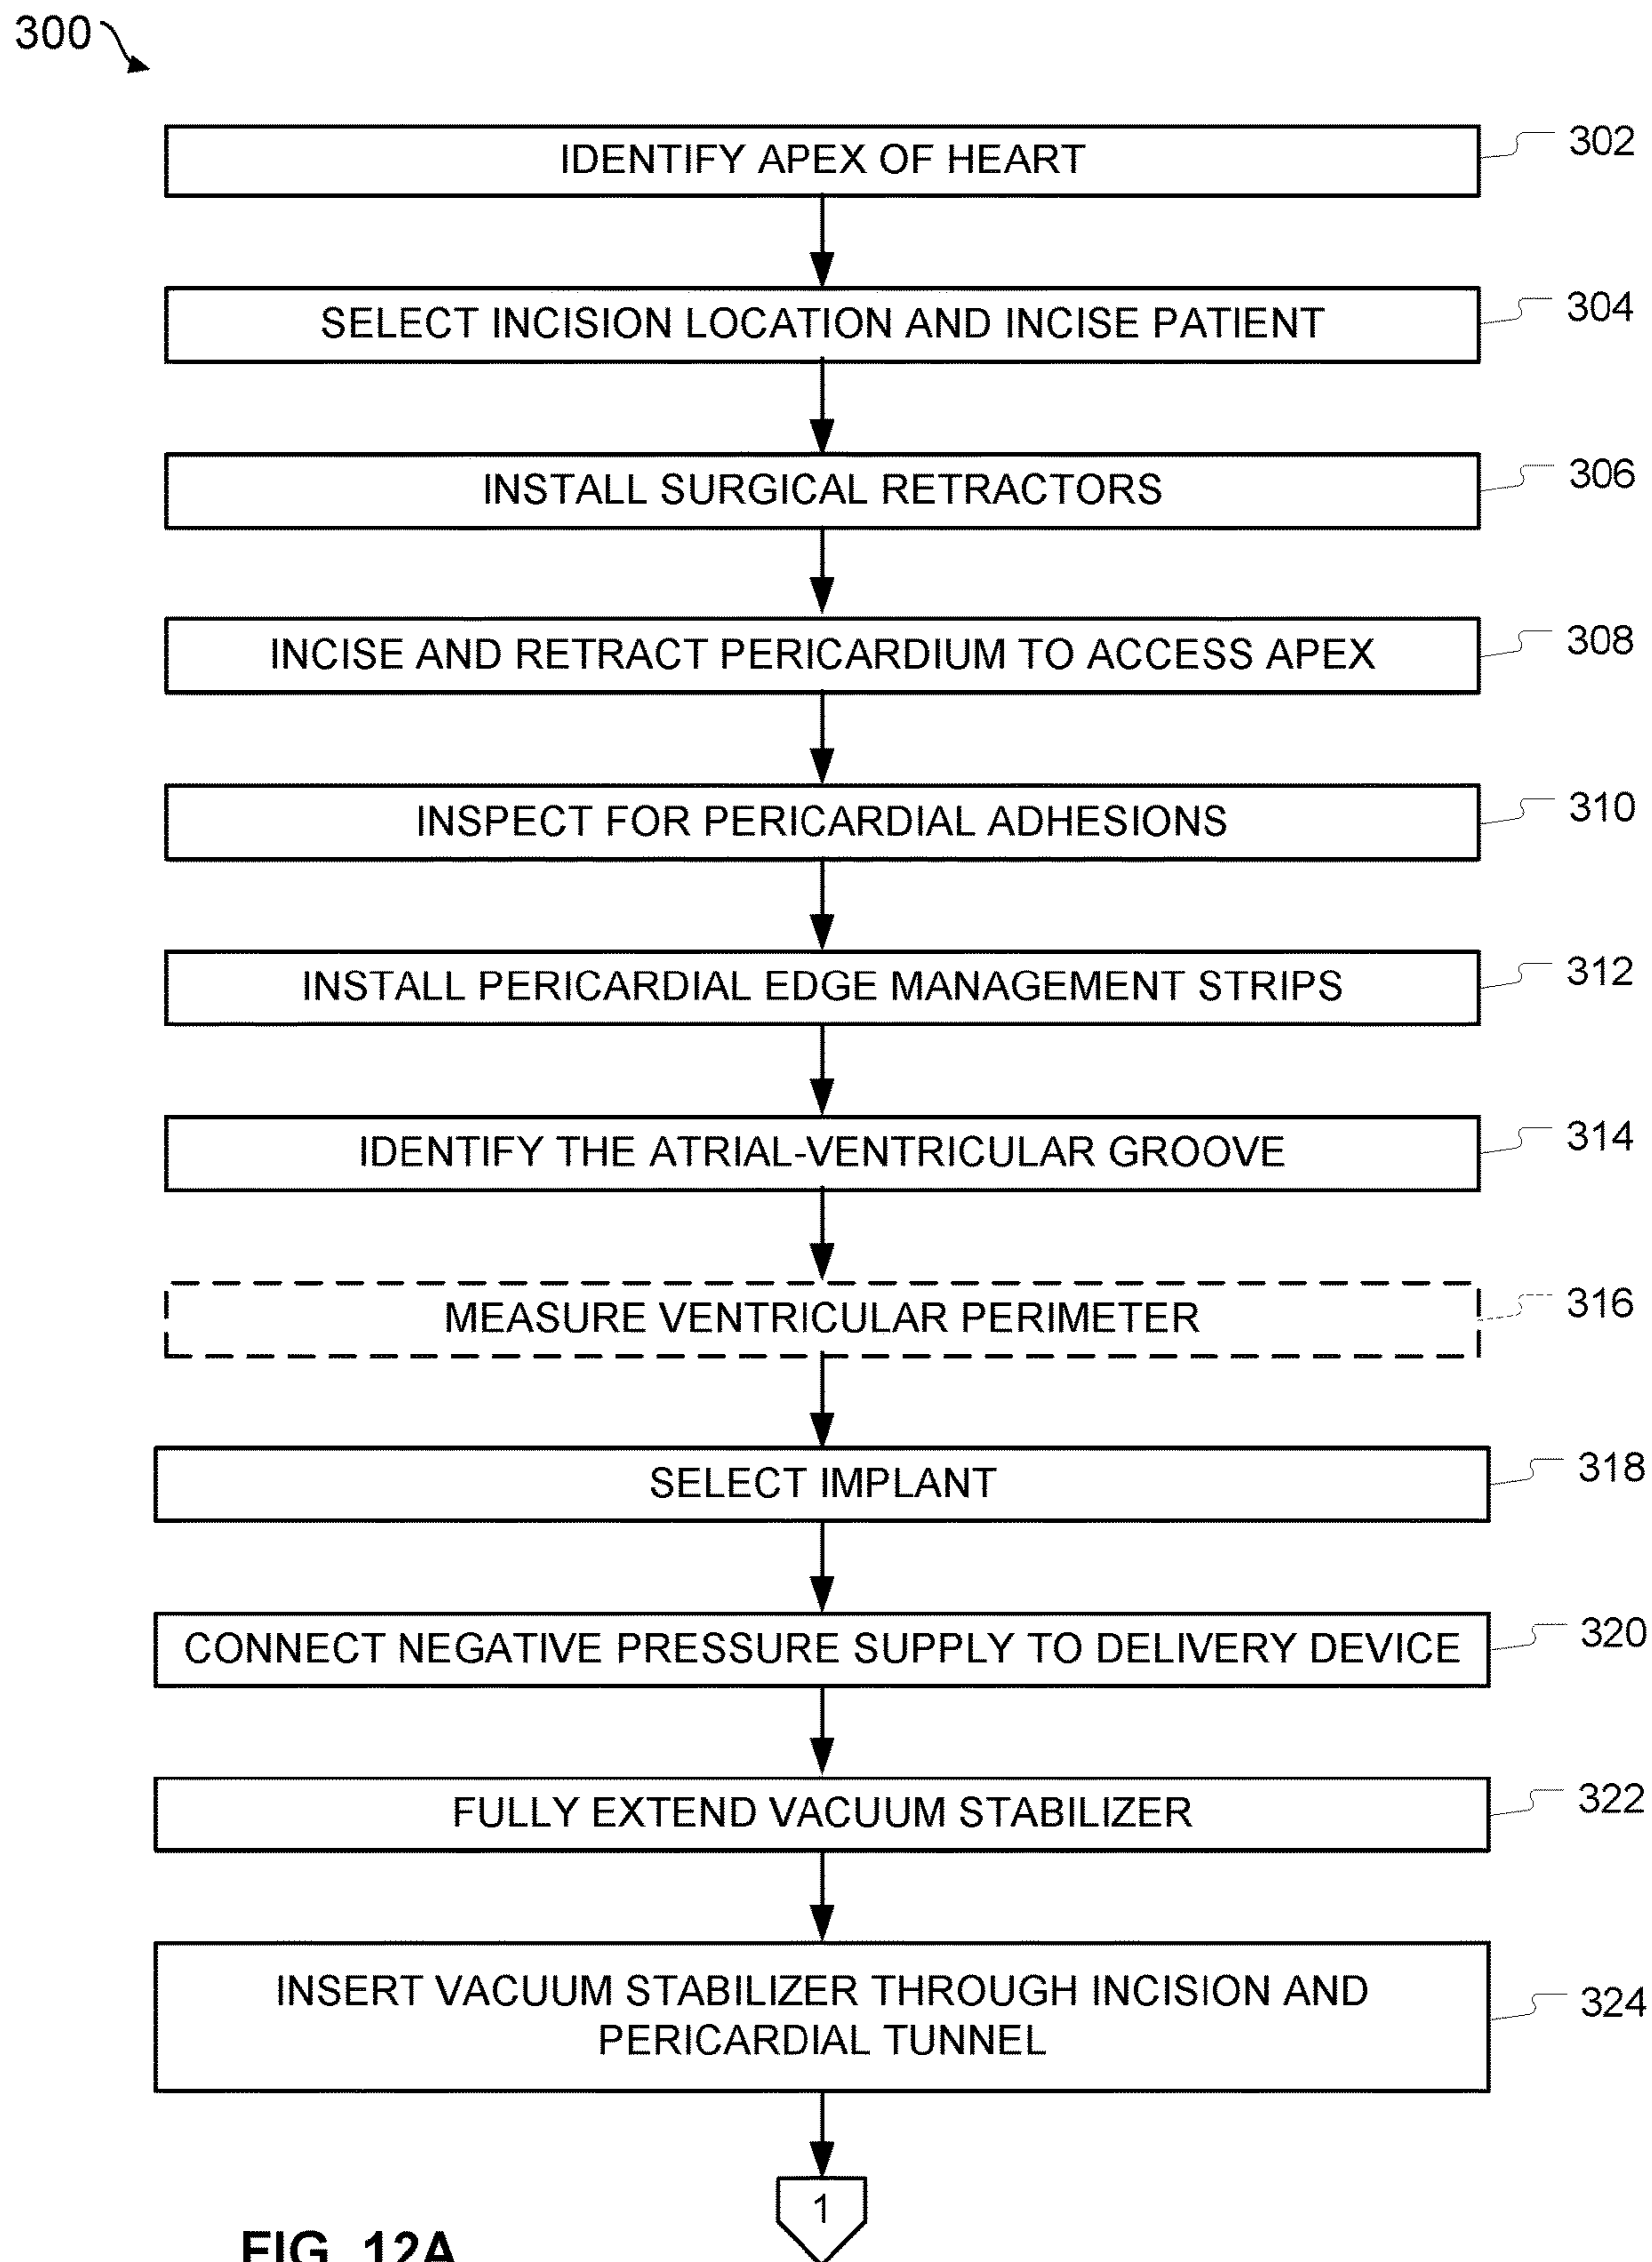 300
IDENTIFY APEX OF HEART
302
SELECT INCISION LOCATION AND INCISE PATIENT
304
INSTALL SURGICAL RETRACTORS
306
INCISE AND RETRACT PERICARDIUM TO ACCESS APEX
308
INSPECT FOR PERICARDIAL ADHESIONS
310
INSTALL PERICARDIAL EDGE MANAGEMENT STRIPS
312
IDENTIFY THE ATRIAL-VENTRICULAR GROOVE
314
MEASURE VENTRICULAR PERIMETER
316
SELECT IMPLANT
318
CONNECT NEGATIVE PRESSURE SUPPLY TO DELIVERY DEVICE
320
FULLY EXTEND VACUUM STABILIZER
322
INSERT VACUUM STABILIZER THROUGH INCISION AND
PERICARDIAL TUNNEL
324
1
FIG. 12A